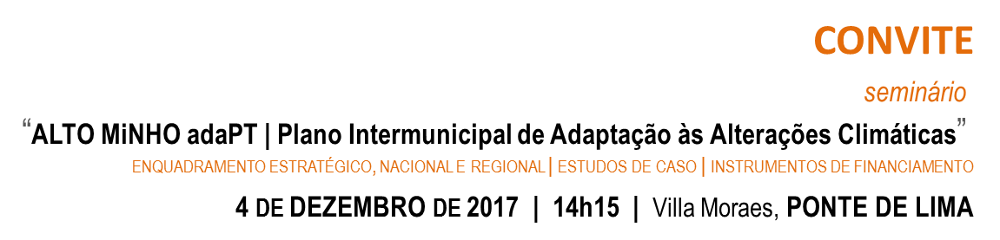 CONVITE
seminário
“ALTO MiNHO adaPT | Plano Intermunicipal de Adaptação às Alterações Climáticas”
ENQUADRAMENTO ESTRATÉGICO, NACIONAL E REGIONAL | ESTUDOS DE CASO | INSTRUMENTOS DE FINANCIAMENTO
4 DE DEZEMBRO DE 2017 | 14h15 | Villa Moraes, PONTE DE LIMA